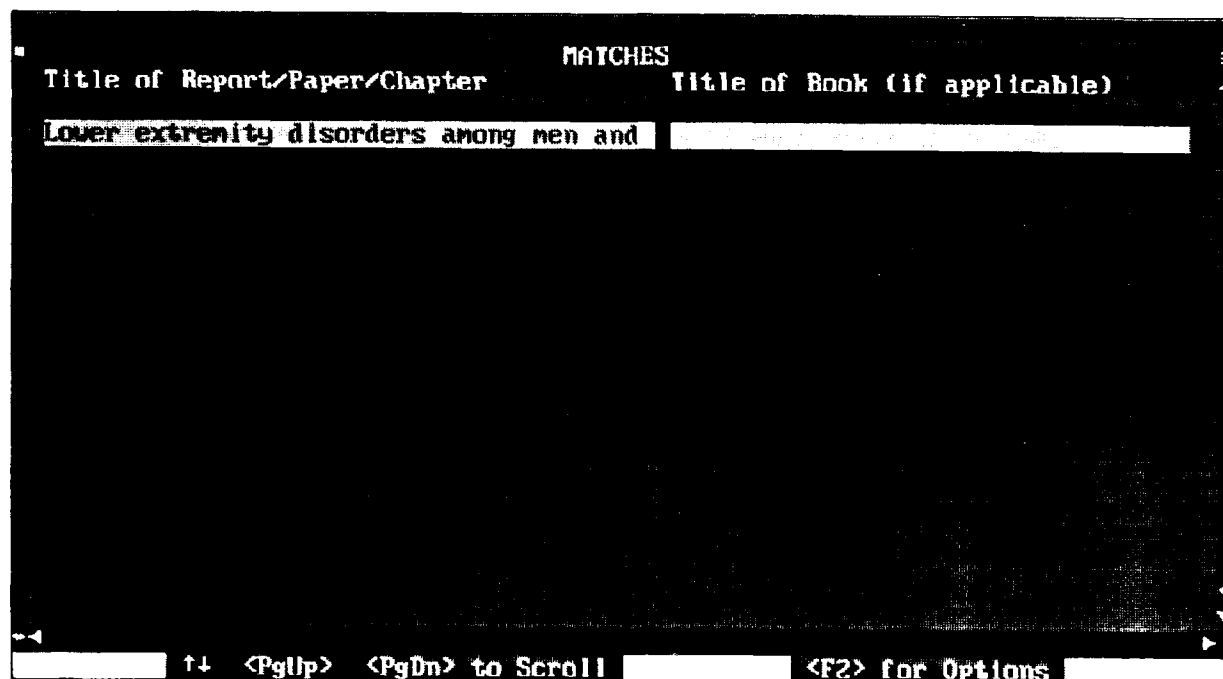 MATCHES
Title of Report/Paper/Chapter Title of Book (if applicable)
Lower extremity disorders among men and
↑↓ <PgUp> <PgDn> to Scroll <F2> for Options